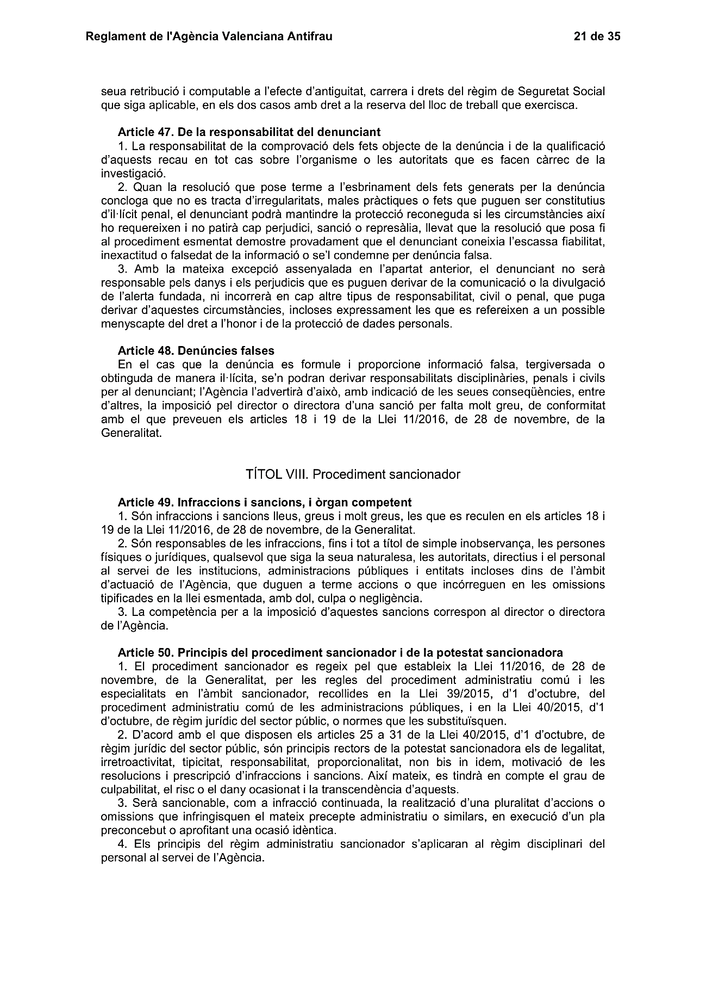 Reglament de l'Agència Valenciana Antifrau 21 de 35
seua retribució i computable a l’efecte d’antiguitat, carrera i drets del règim de Seguretat Social
que siga aplicable, en els dos casos amb dret a la reserva del lloc de treball que exercisca.
Article 47. De la responsabilitat del denunciant
1. La responsabilitat de la comprovació dels fets objecte de la denúncia i de la qualificació
d’aquests recau en tot cas sobre l’organisme o les autoritats que es facen càrrec de la
investigació.
2. Quan la resolució que pose terme a l’esbrinament dels fets generats per la denúncia
concloga que no es tracta d’irregularitats, males pràctiques o fets que puguen ser constitutius
d’il·lícit penal, el denunciant podrà mantindre la protecció reconeguda si les circumstàncies així
ho requereixen i no patirà cap perjudici, sanció o represàlia, llevat que la resolució que posa fi
al procediment esmentat demostre provadament que el denunciant coneixia l’escassa fiabilitat,
inexactitud o falsedat de la informació o se’l condemne per denúncia falsa.
3. Amb la mateixa excepció assenyalada en l’apartat anterior, el denunciant no serà
responsable pels danys i els perjudicis que es puguen derivar de la comunicació o la divulgació
de l’alerta fundada, ni incorrerà en cap altre tipus de responsabilitat, civil o penal, que puga
derivar d’aquestes circumstàncies, incloses expressament les que es refereixen a un possible
menyscapte del dret a l’honor i de la protecció de dades personals.
Article 48. Denúncies falses
En el cas que la denúncia es formule i proporcione informació falsa, tergiversada o
obtinguda de manera il·lícita, se’n podran derivar responsabilitats disciplinàries, penals i civils
per al denunciant; l’Agència l’advertirà d’això, amb indicació de les seues conseqüències, entre
d’altres, la imposició pel director o directora d’una sanció per falta molt greu, de conformitat
amb el que preveuen els articles 18 i 19 de la Llei 11/2016, de 28 de novembre, de la
Generalitat.
TÍTOL VIII. Procediment sancionador
Article 49. Infraccions i sancions, i òrgan competent
1. Són infraccions i sancions lleus, greus i molt greus, les que es reculen en els articles 18 i
19 de la Llei 11/2016, de 28 de novembre, de la Generalitat.
2. Són responsables de les infraccions, fins i tot a títol de simple inobservança, les persones
físiques o jurídiques, qualsevol que siga la seua naturalesa, les autoritats, directius i el personal
al servei de les institucions, administracions públiques i entitats incloses dins de l’àmbit
d’actuació de l’Agència, que duguen a terme accions o que incórreguen en les omissions
tipificades en la llei esmentada, amb dol, culpa o negligència.
3. La competència per a la imposició d’aquestes sancions correspon al director o directora
de l’Agència.
Article 50. Principis del procediment sancionador i de la potestat sancionadora
1. El procediment sancionador es regeix pel que estableix la Llei 11/2016, de 28 de
novembre, de la Generalitat, per les regles del procediment administratiu comú i les
especialitats en l’àmbit sancionador, recollides en la Llei 39/2015, d’1 d’octubre, del
procediment administratiu comú de les administracions públiques, i en la Llei 40/2015, d’1
d’octubre, de règim jurídic del sector públic, o normes que les substituïsquen.
2. D’acord amb el que disposen els articles 25 a 31 de la Llei 40/2015, d’1 d’octubre, de
règim jurídic del sector públic, són principis rectors de la potestat sancionadora els de legalitat,
irretroactivitat, tipicitat, responsabilitat, proporcionalitat, non bis in idem, motivació de les
resolucions i prescripció d’infraccions i sancions. Així mateix, es tindrà en compte el grau de
culpabilitat, el risc o el dany ocasionat i la transcendència d’aquests.
3. Serà sancionable, com a infracció continuada, la realització d’una pluralitat d’accions o
omissions que infringisquen el mateix precepte administratiu o similars, en execució d’un pla
preconcebut o aprofitant una ocasió idèntica.
4. Els principis del règim administratiu sancionador s’aplicaran al règim disciplinari del
personal al servei de l’Agència.